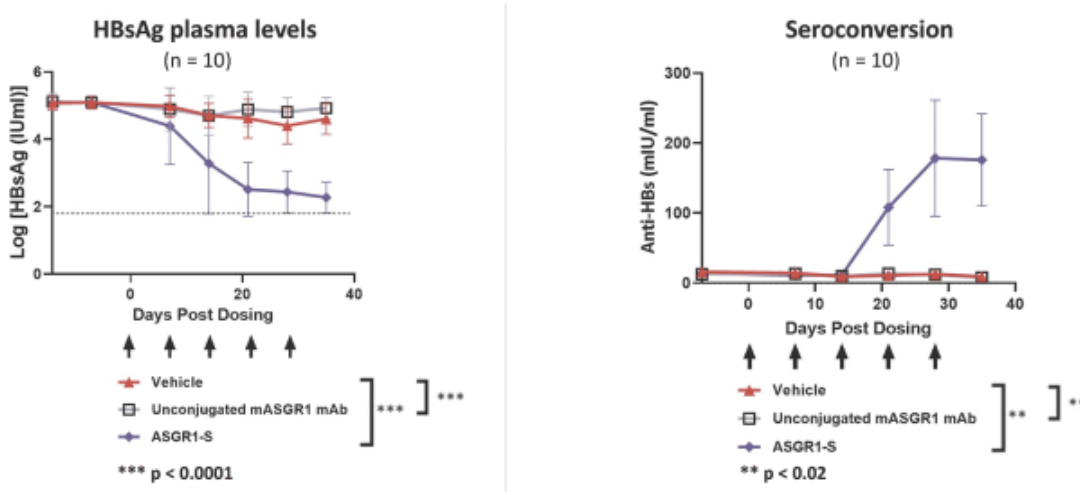 HBsAg plasma levels
(n = 10)
Log [HBsAg (IUml)]
6
4
2
0
0 20 40
Days Post Dosing
Vehicle
Unconjugated mASGR1 mAb
ASGR1-S
***
***
*** p < 0.0001
Seroconversion
(n = 10)
Anti-HBs (mIU/ml)
300
200
100
0
0 10 20 30 40
Days Post Dosing
Vehicle
Unconjugated mASGR1 mAb
ASGR1-S
**
** p < 0.02